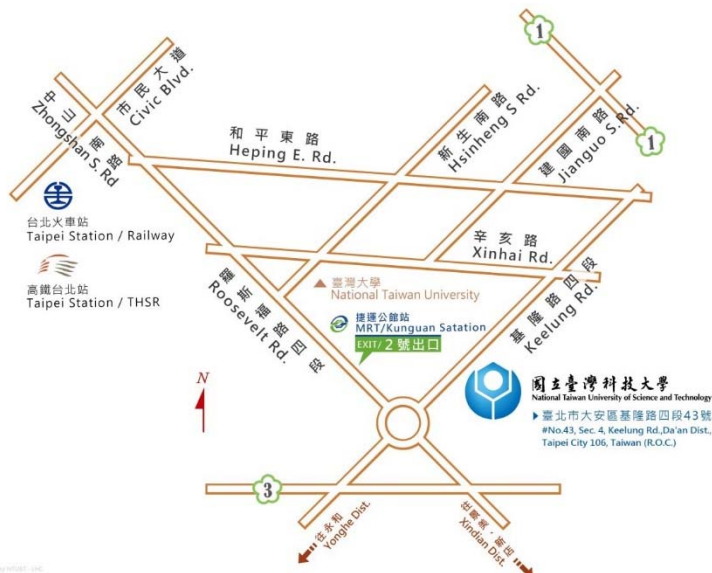 1
1
中山南路
Zhongshan S. Rd
市民大道
Civic Blvd.
和平東路
Heping E. Rd.
新生南路
Hsinheng S Rd.
建國南路
Jianguo S.Rd.
台北火車站
Taipei Station / Railway
高鐵台北站
Taipei Station / THSR
辛亥路
Xinhai Rd.
臺灣大學
National Taiwan University
羅斯福路四段
Roosevelt Rd.
捷運公館站
MRT/Kunguan Satation
EXIT/ 2 號出口
基隆路四段
Keelung Rd.
N
國立臺灣科技大學
National Taiwan University of Science and Technology
臺北市大安區基隆路四段43號
#No.43, Sec. 4, Keelung Rd.,Da'an Dist.,
Taipei City 106, Taiwan (R.O.C.)
3
往永和
Yonghe Dist.
Xindian Dist.